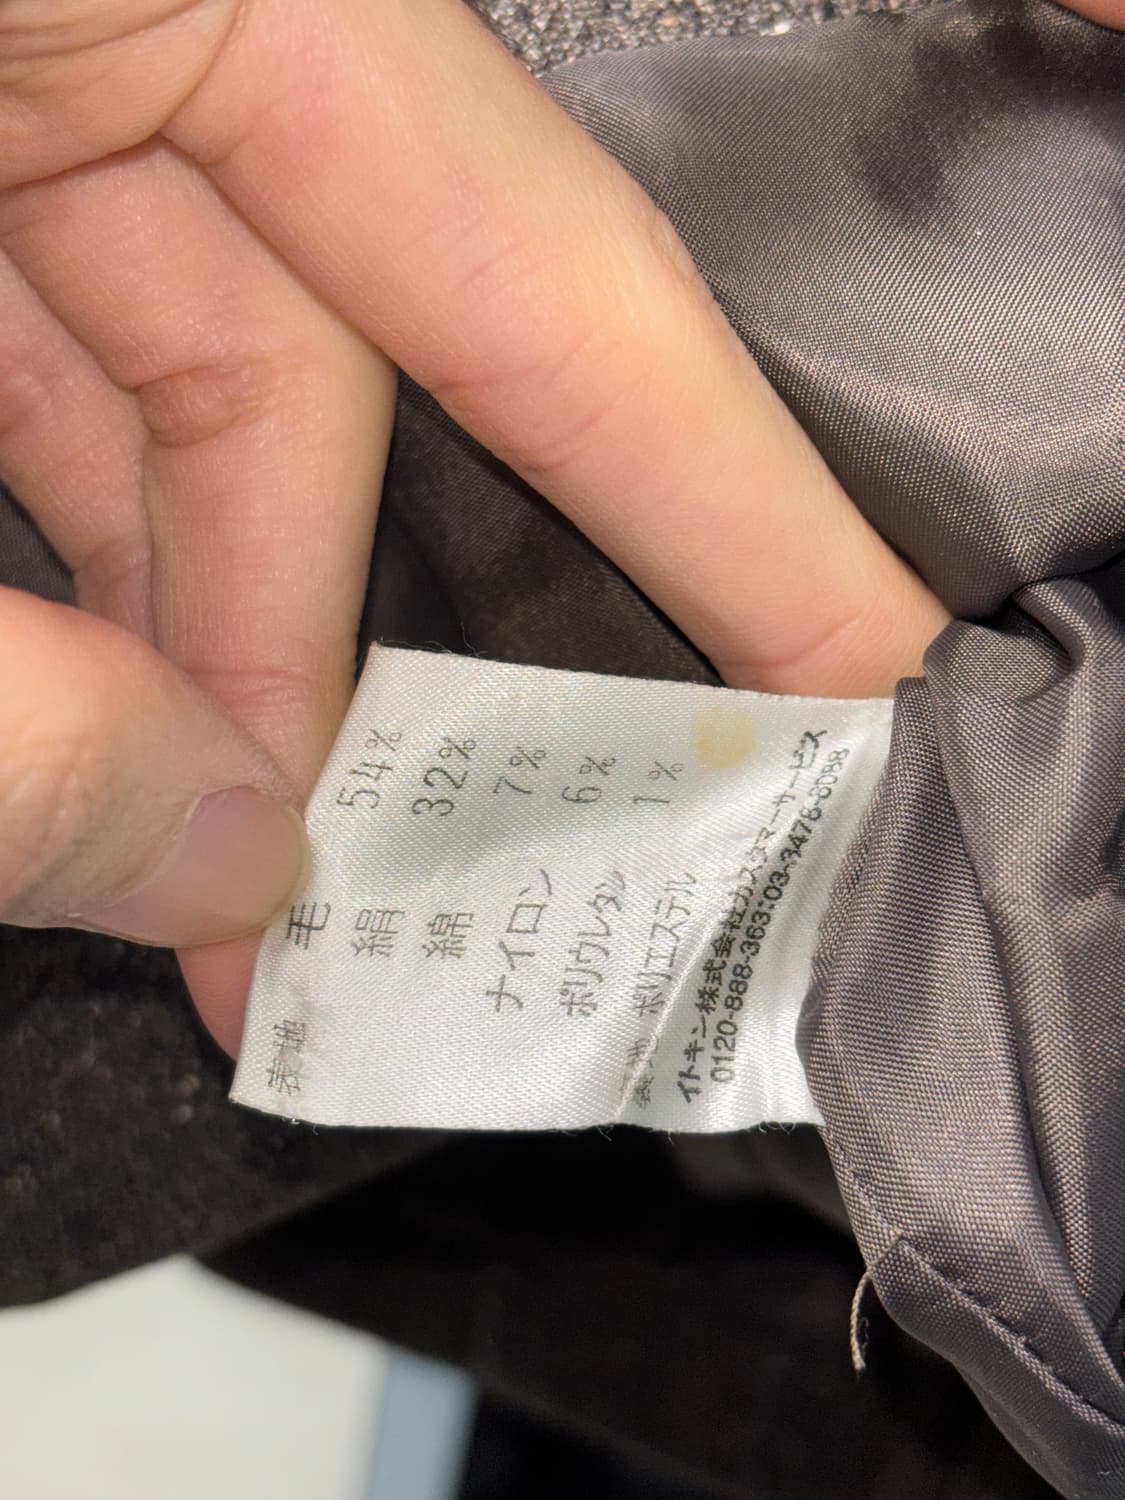 表地 毛 54%
絹 32%
綿 7%
ナイロン 6%
ポリウレタン 1%
裏地 ポリエステル
イトキン株式会社カスタマーサービス
0120-888-363:03-3478-8088